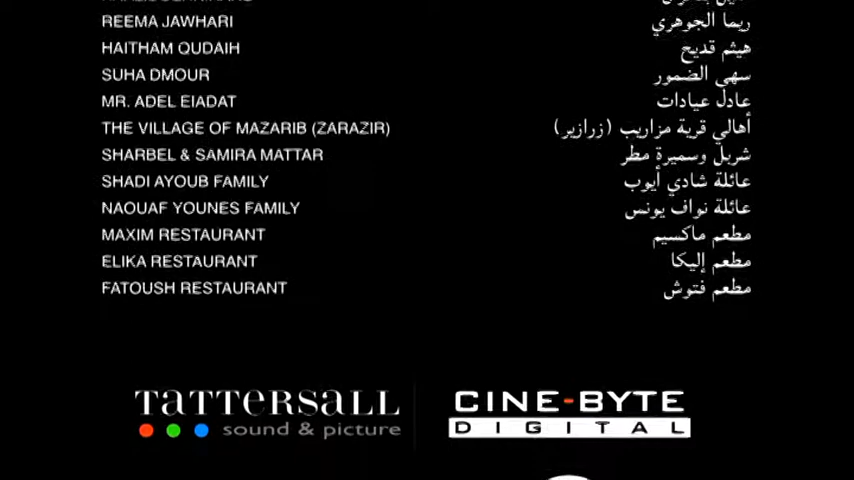 REEMA JAWHARI ريما الجوهري
HAITHAM QUDAIH هيثم قديح
SUHA DMOUR سهى الضمور
MR. ADEL EIADAT عادل عيادات
THE VILLAGE OF MAZARIB (ZARAZIR) أهالي قرية مزاريب (زرازير)
SHARBEL & SAMIRA MATTAR شربل وسميرة مطر
SHADI AYOUB FAMILY عائلة شادي أيوب
NAOUAF YOUNES FAMILY عائلة نواف يونس
MAXIM RESTAURANT مطعم ماكسيم
ELIKA RESTAURANT مطعم إليكا
FATOUSH RESTAURANT مطعم فتوش
TATTERSALL CINE-BYTE
sound & picture DIGITAL